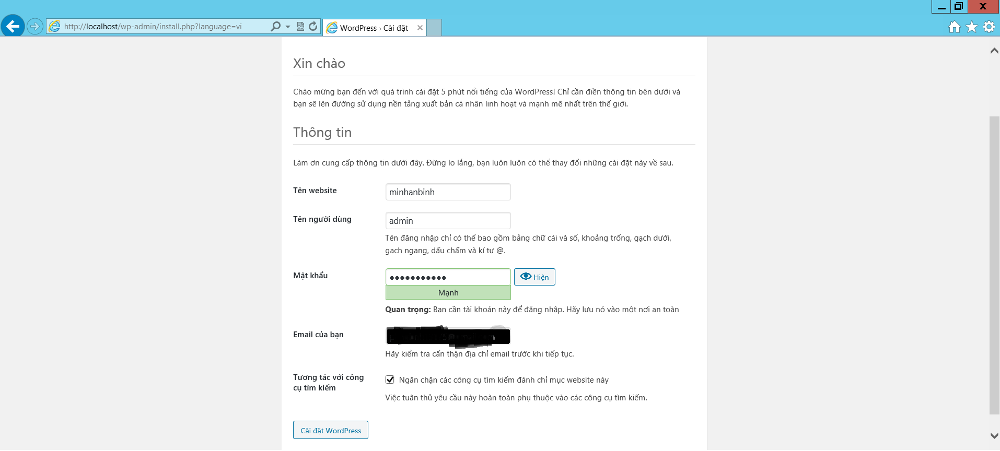 http://localhost/wp-admin/install.php?language=vi
WordPress › Cài đặt
Xin chào
Chào mừng bạn đến với quá trình cài đặt 5 phút nổi tiếng của WordPress! Chỉ cần điền thông tin bên dưới và
bạn sẽ lên đường sử dụng nền tảng xuất bản cá nhân linh hoạt và mạnh mẽ nhất trên thế giới.
Thông tin
Làm ơn cung cấp thông tin dưới đây. Đừng lo lắng, bạn luôn luôn có thể thay đổi những cài đặt này về sau.
Tên website
minhanbinh
Tên người dùng
admin
Tên đăng nhập chỉ có thể bao gồm bảng chữ cái và số, khoảng trống, gạch dưới,
gạch ngang, dấu chấm và kí tự @.
Mật khẩu
●●●●●●●●●●●
Hiện
Mạnh
Quan trọng: Bạn cần tài khoản này để đăng nhập. Hãy lưu nó vào một nơi an toàn
Email của bạn
Hãy kiểm tra cẩn thận địa chỉ email trước khi tiếp tục.
Tương tác với công
cụ tìm kiếm
Ngăn chặn các công cụ tìm kiếm đánh chỉ mục website này
Việc tuân thủ yêu cầu này hoàn toàn phụ thuộc vào các công cụ tìm kiếm.
Cài đặt WordPress